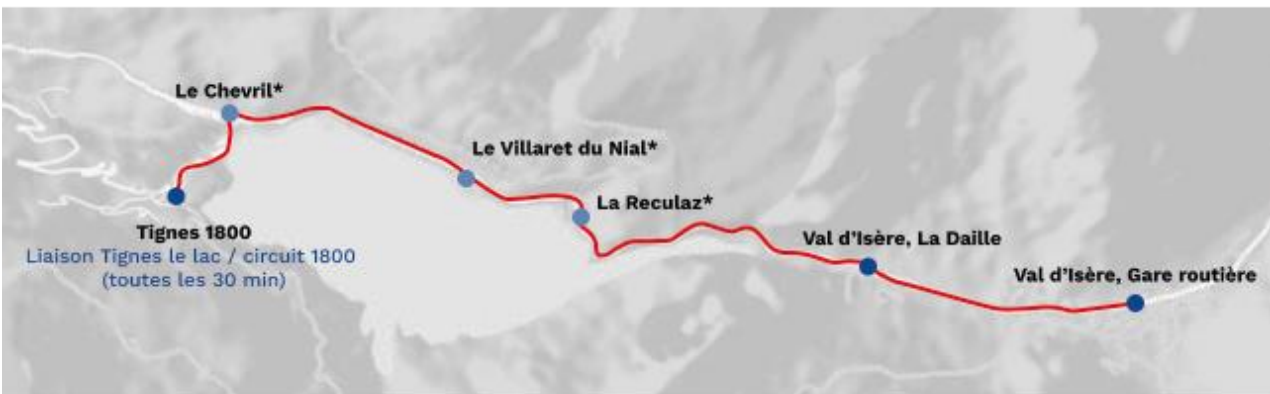 Le Chevril*
Le Villaret du Nial*
La Reculaz*
Tignes 1800
Liaison Tignes le lac / circuit 1800
(toutes les 30 min)
Val d'Isère, La Daille
Val d'Isère, Gare routière